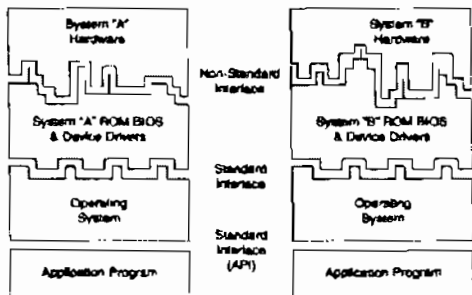 System "A"
Hardware
Non-Standard
Interface
System "B"
Hardware
System "A" ROM BIOS
& Device Drivers
System "B" ROM BIOS
& Device Drivers
Standard
Interface
Operating
System
Operating
System
Standard
Interface
(API)
Application Program
Application Program